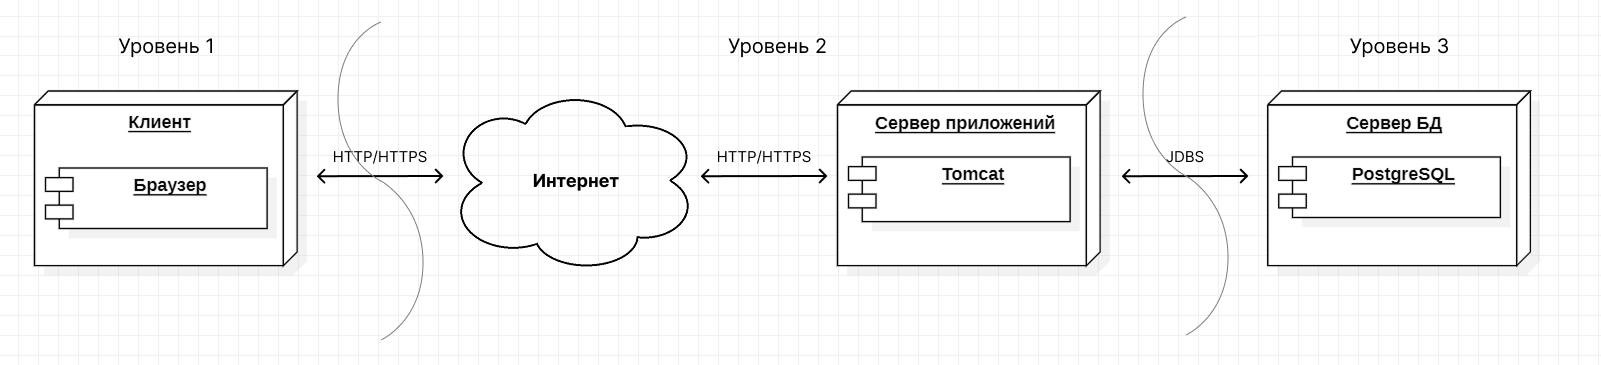 Уровень 1
Уровень 2
Уровень 3
Клиент
Браузер
HTTP/HTTPS
Интернет
HTTP/HTTPS
Сервер приложений
Tomcat
JDBS
Сервер БД
PostgreSQL